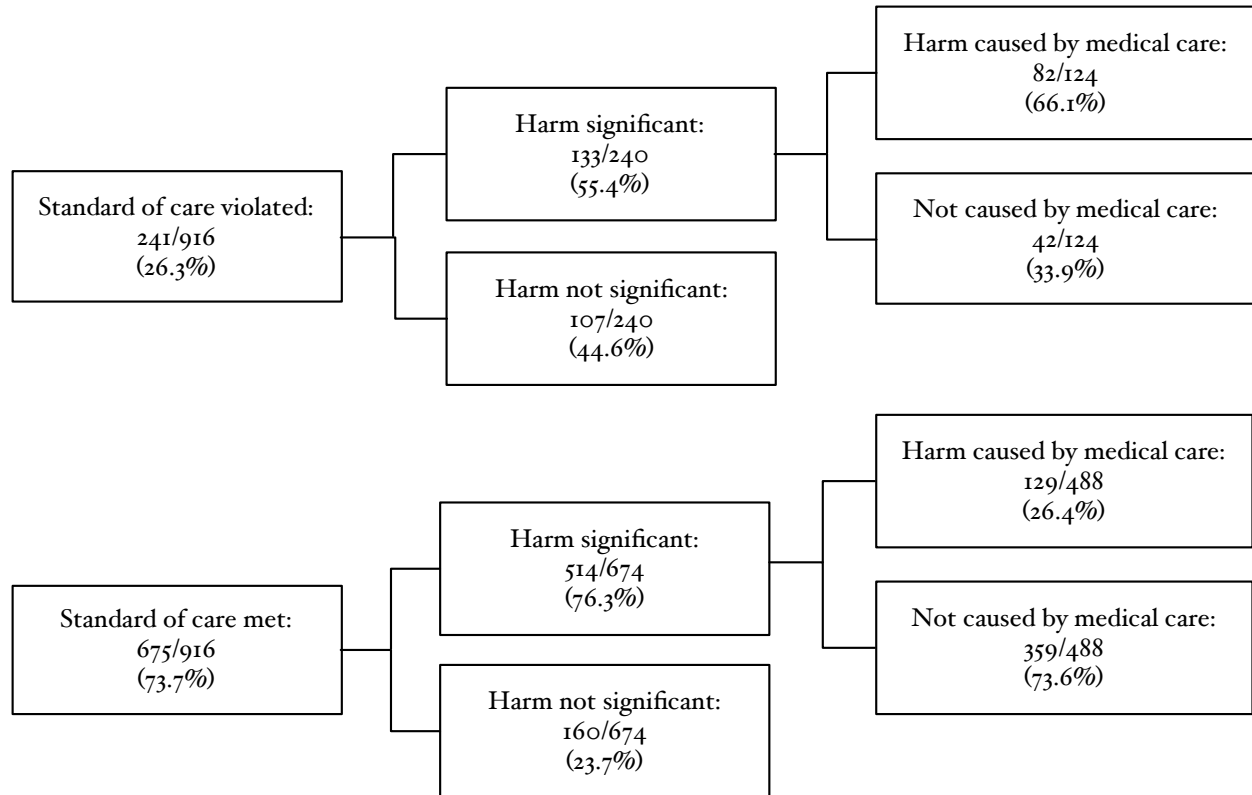 Standard of care violated:
241/916
(26.3%)
Harm significant:
133/240
(55.4%)
Harm not significant:
107/240
(44.6%)
Harm caused by medical care:
82/124
(66.1%)
Not caused by medical care:
42/124
(33.9%)
Standard of care met:
675/916
(73.7%)
Harm significant:
514/674
(76.3%)
Harm not significant:
160/674
(23.7%)
Harm caused by medical care:
129/488
(26.4%)
Not caused by medical care:
359/488
(73.6%)